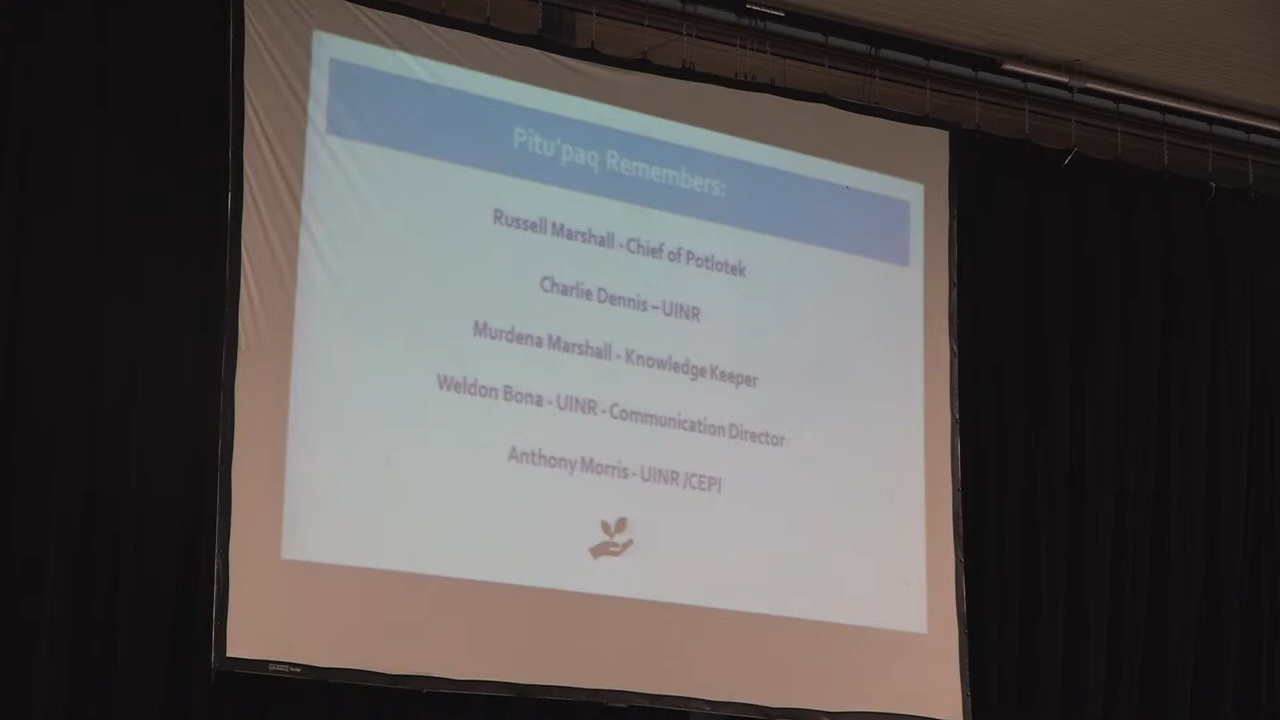 Pitu'paq Remembers:
Russell Marshall - Chief of Potlotek
Charlie Dennis – UINR
Murdena Marshall - Knowledge Keeper
Weldon Bona - UINR - Communication Director
Anthony Morris - UINR /CEPI